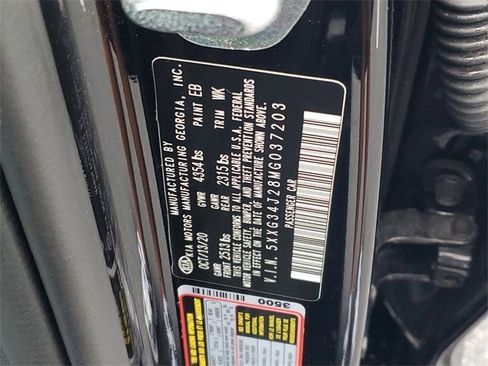 MANUFACTURED BY
KIA MOTORS MANUFACTURING GEORGIA, INC.
OCT/13/20 GVWR 4354 lbs PAINT EB
GAWR FRONT 2513 lbs GAWR REAR 2315 lbs TRIM WK
THIS VEHICLE CONFORMS TO ALL APPLICABLE U.S.A. FEDERAL
MOTOR VEHICLE SAFETY, BUMPER, AND THEFT PREVENTION STANDARDS
IN EFFECT ON THE DATE OF MANUFACTURE SHOWN ABOVE.
V.I.N. 5XXG34J28MG037203
PASSENGER CAR
3500